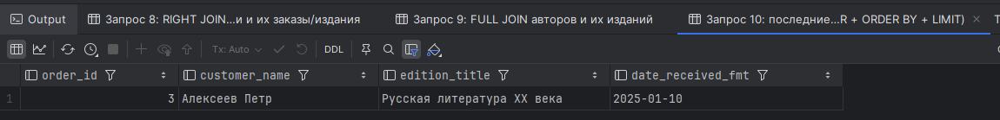 Output
Запрос 8: RIGHT JOIN...и и их заказы/издания
Запрос 9: FULL JOIN авторов и их изданий
Запрос 10: последние...R + ORDER BY + LIMIT)
Tx: Auto
DDL
order_id
customer_name
edition_title
date_received_fmt
1
3
Алексеев Петр
Русская литература XX века
2025-01-10